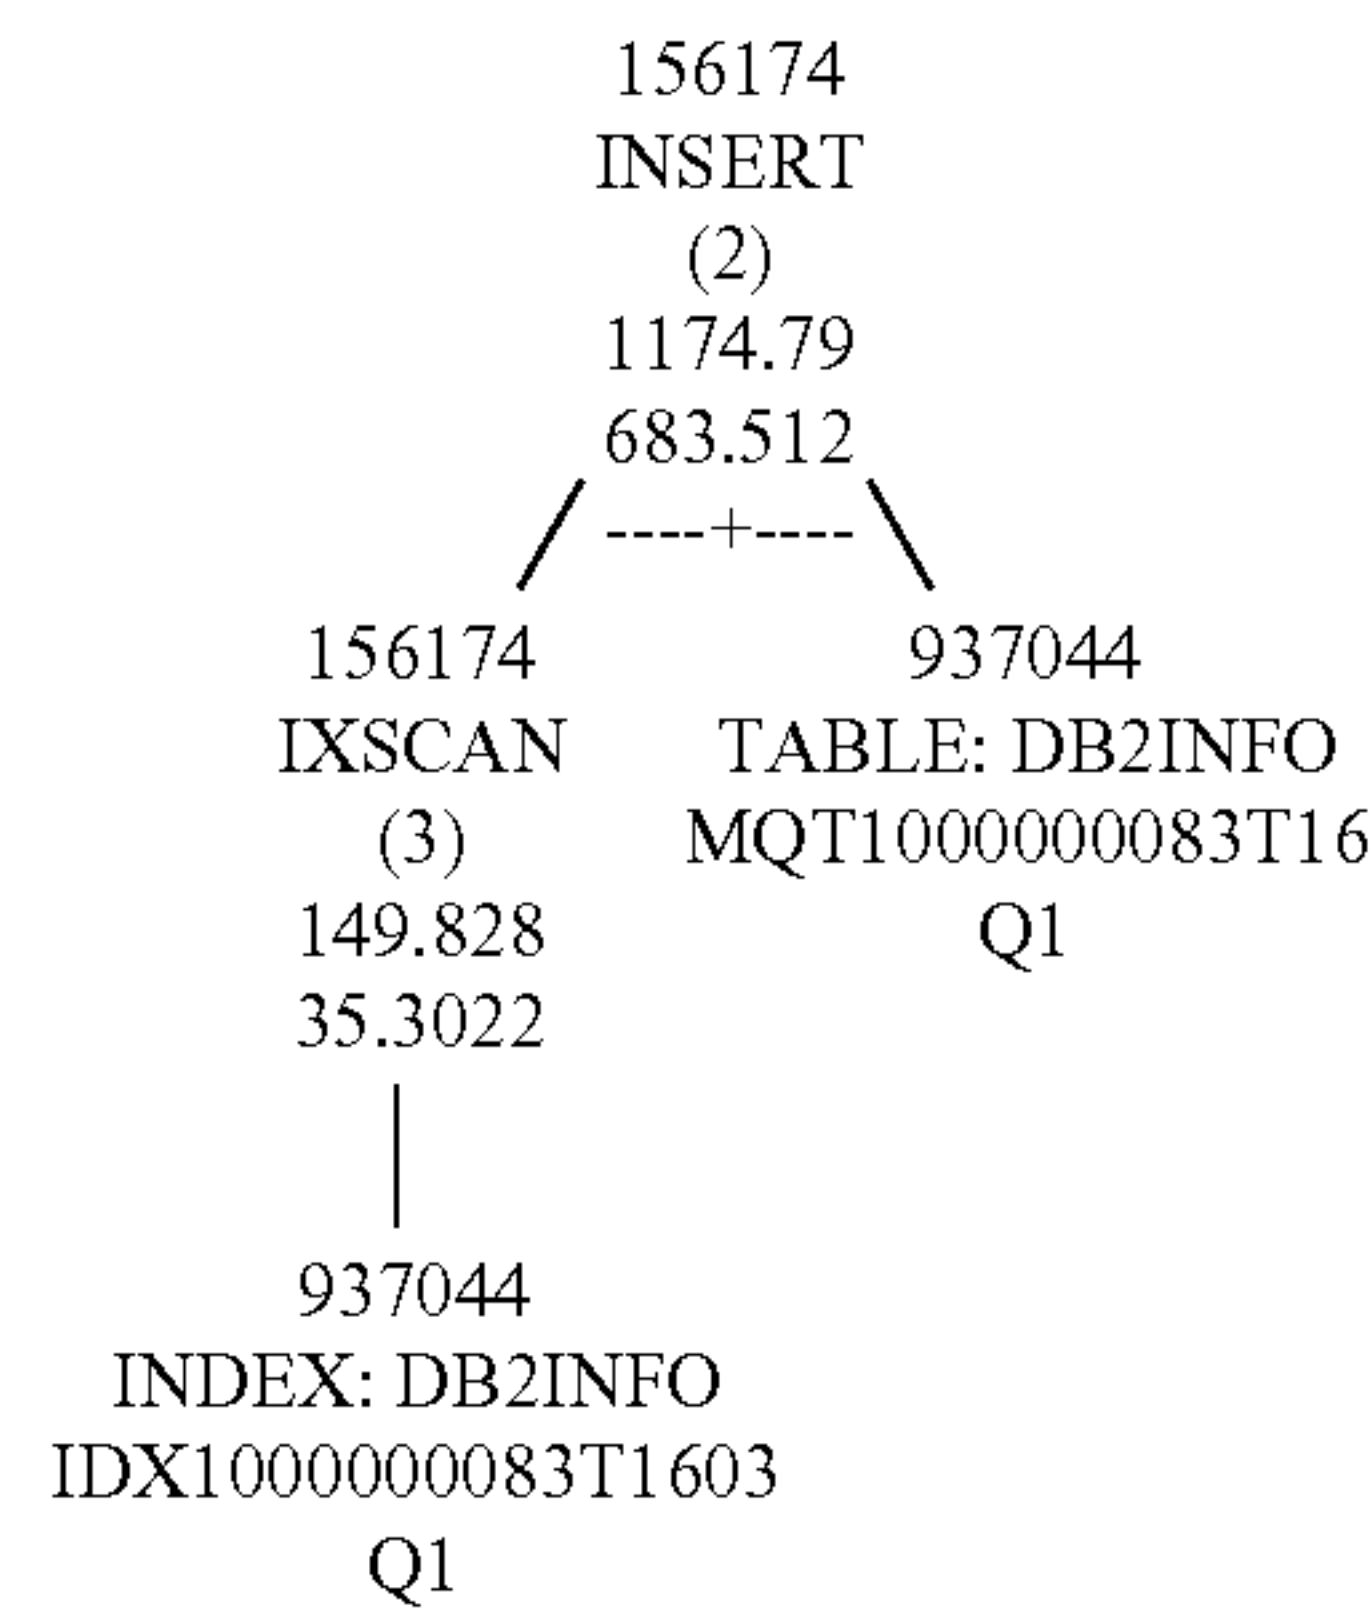 156174
INSERT
(2)
1174.79
683.512
----+----
156174
IXSCAN
(3)
149.828
35.3022
937044
TABLE: DB2INFO
MQT1000000083T16
Q1
937044
INDEX: DB2INFO
IDX1000000083T1603
Q1